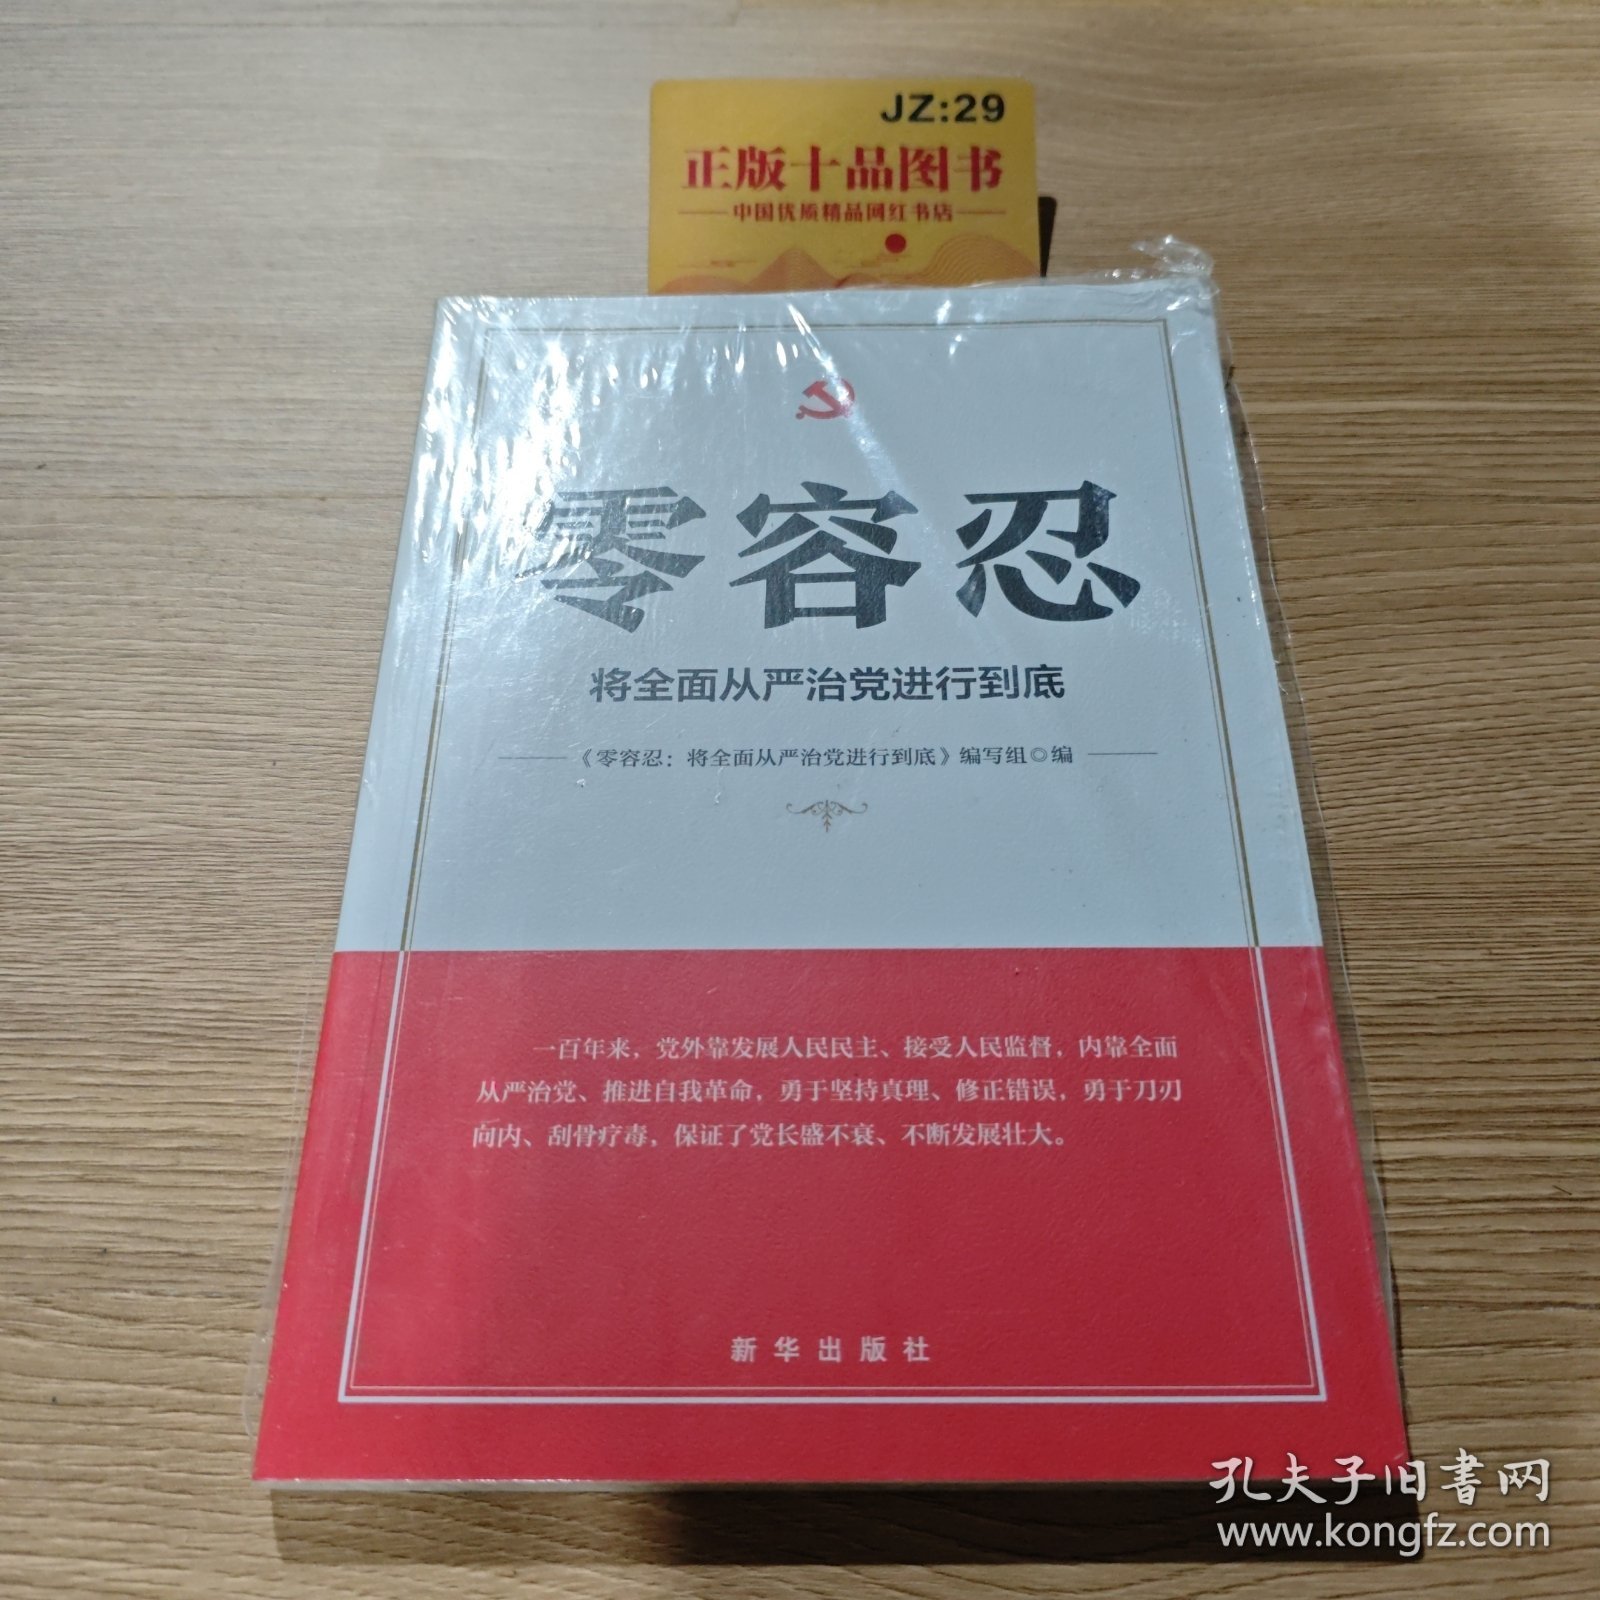 JZ:29
正版十品图书
中国优质精品网红书店
零容忍
将全面从严治党进行到底
《零容忍：将全面从严治党进行到底》编写组◎编
一百年来，党外靠发展人民民主、接受人民监督，内靠全面
从严治党、推进自我革命，勇于坚持真理、修正错误，勇于刀刃
向内、刮骨疗毒，保证了党长盛不衰、不断发展壮大。
新华出版社
孔夫子旧书网
www.kongfz.com